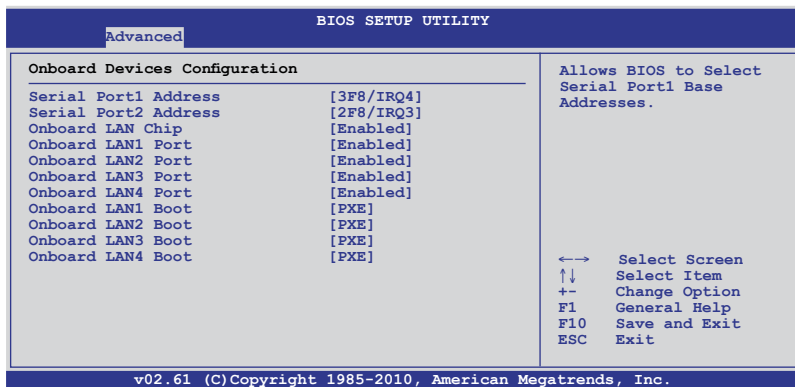 BIOS SETUP UTILITY
Advanced
Onboard Devices Configuration
Serial Port1 Address [3F8/IRQ4]
Serial Port2 Address [2F8/IRQ3]
Onboard LAN Chip [Enabled]
Onboard LAN1 Port [Enabled]
Onboard LAN2 Port [Enabled]
Onboard LAN3 Port [Enabled]
Onboard LAN4 Port [Enabled]
Onboard LAN1 Boot [PXE]
Onboard LAN2 Boot [PXE]
Onboard LAN3 Boot [PXE]
Onboard LAN4 Boot [PXE]
Allows BIOS to Select
Serial Port1 Base
Addresses.
←→ Select Screen
↑↓ Select Item
+- Change Option
F1 General Help
F10 Save and Exit
ESC Exit
v02.61 (C)Copyright 1985-2010, American Megatrends, Inc.